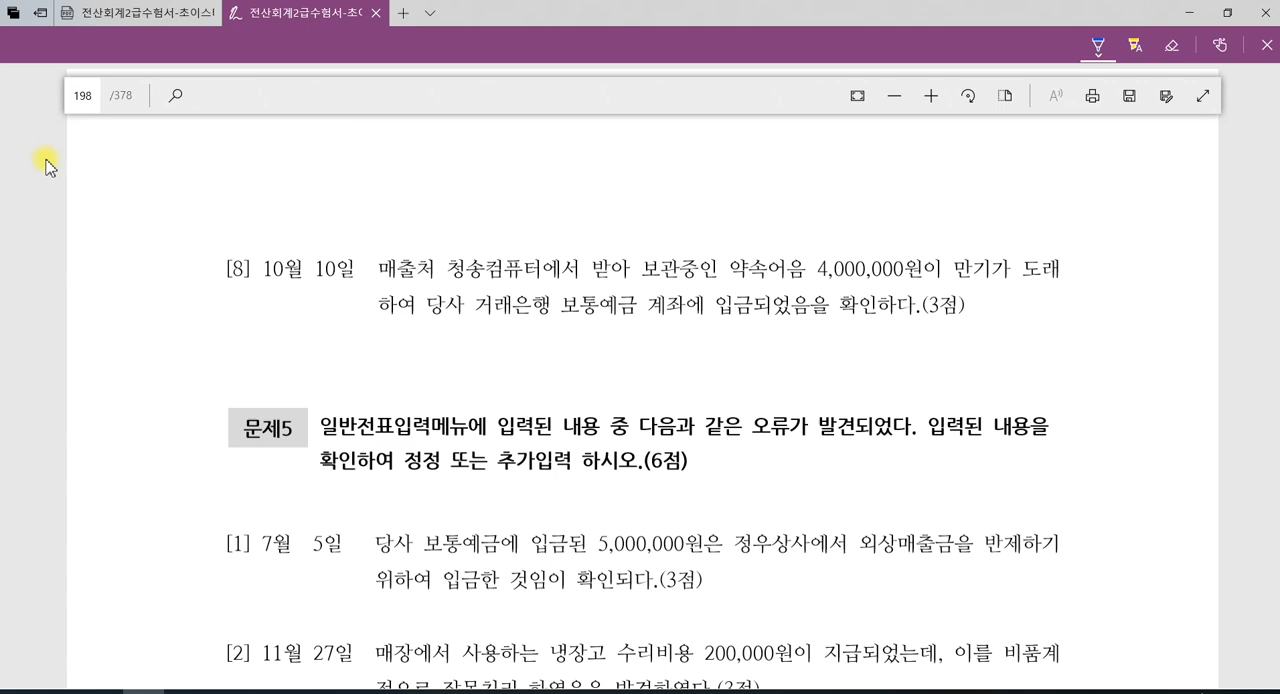 전산회계2급수험서-초이스
전산회계2급수험서-초이
198 /378
[8] 10월 10일 매출처 청송컴퓨터에서 받아 보관중인 약속어음 4,000,000원이 만기가 도래
하여 당사 거래은행 보통예금 계좌에 입금되었음을 확인하다.(3점)
문제5 일반전표입력메뉴에 입력된 내용 중 다음과 같은 오류가 발견되었다. 입력된 내용을
확인하여 정정 또는 추가입력 하시오.(6점)
[1] 7월 5일 당사 보통예금에 입금된 5,000,000원은 정우상사에서 외상매출금을 반제하기
위하여 입금한 것임이 확인되다.(3점)
[2] 11월 27일 매장에서 사용하는 냉장고 수리비용 200,000원이 지급되었는데, 이를 비품계